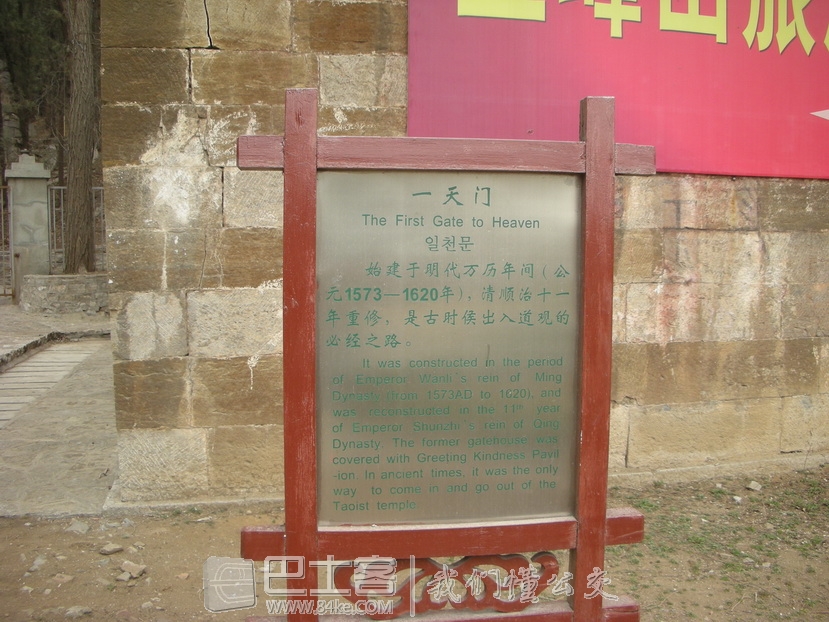 峰山旅
一天门
The First Gate to Heaven
일천문
始建于明代万历年间（公
元1573—1620年），清顺治十一
年重修，是古时侯出入道观的
必经之路。
It was constructed in the period
of Emperor Wanli's rein of Ming
Dynasty (from 1573AD to 1620), and
was reconstructed in the 11th year
of Emperor Shunzhi's rein of Qing
Dynasty. The former gatehouse was
covered with Greeting Kindness Pavil
-ion. In ancient times, it was the only
way to come in and go out of the
Taoist temple
巴士客 我们懂公交
www.84ke.com